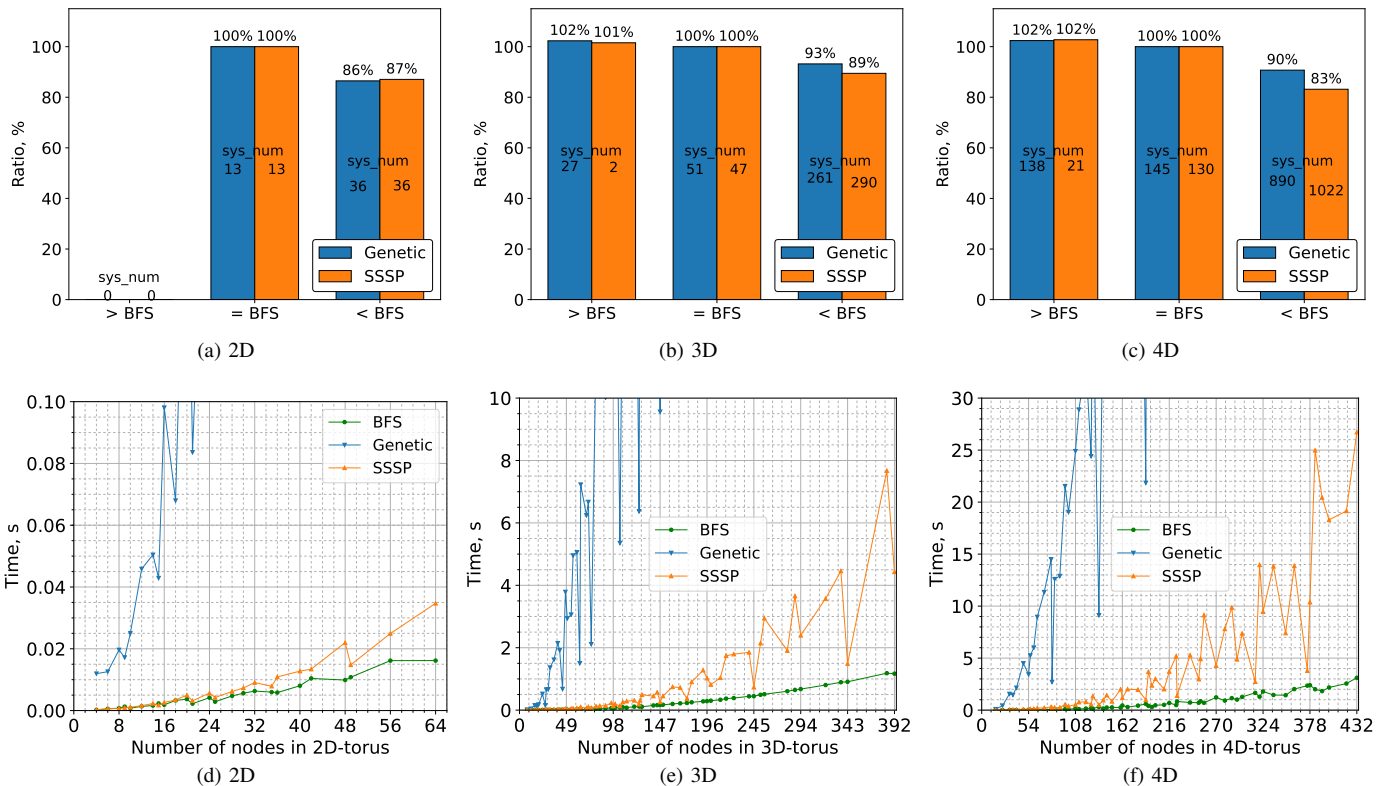 100% 100%
86% 87%
100
80
60
40
20
0
Ratio, %
sys_num
0 0
sys_num
13 13
sys_num
36 36
Genetic
SSSP
> BFS = BFS < BFS
(a) 2D
102% 101%
100% 100%
93% 89%
100
80
60
40
20
0
Ratio, %
sys_num
27 2
sys_num
51 47
sys_num
261 290
Genetic
SSSP
> BFS = BFS < BFS
(b) 3D
102% 102%
100% 100%
90% 83%
100
80
60
40
20
0
Ratio, %
sys_num
138 21
sys_num
145 130
sys_num
890 1022
Genetic
SSSP
> BFS = BFS < BFS
(c) 4D
0.10
0.08
0.06
0.04
0.02
0.00
Time, s
BFS
Genetic
SSSP
0 8 16 24 32 40 48 56 64
Number of nodes in 2D-torus
(d) 2D
10
8
6
4
2
0
Time, s
BFS
Genetic
SSSP
0 49 98 147 196 245 294 343 392
Number of nodes in 3D-torus
(e) 3D
30
25
20
15
10
5
0
Time, s
BFS
Genetic
SSSP
0 54 108 162 216 270 324 378 432
Number of nodes in 4D-torus
(f) 4D